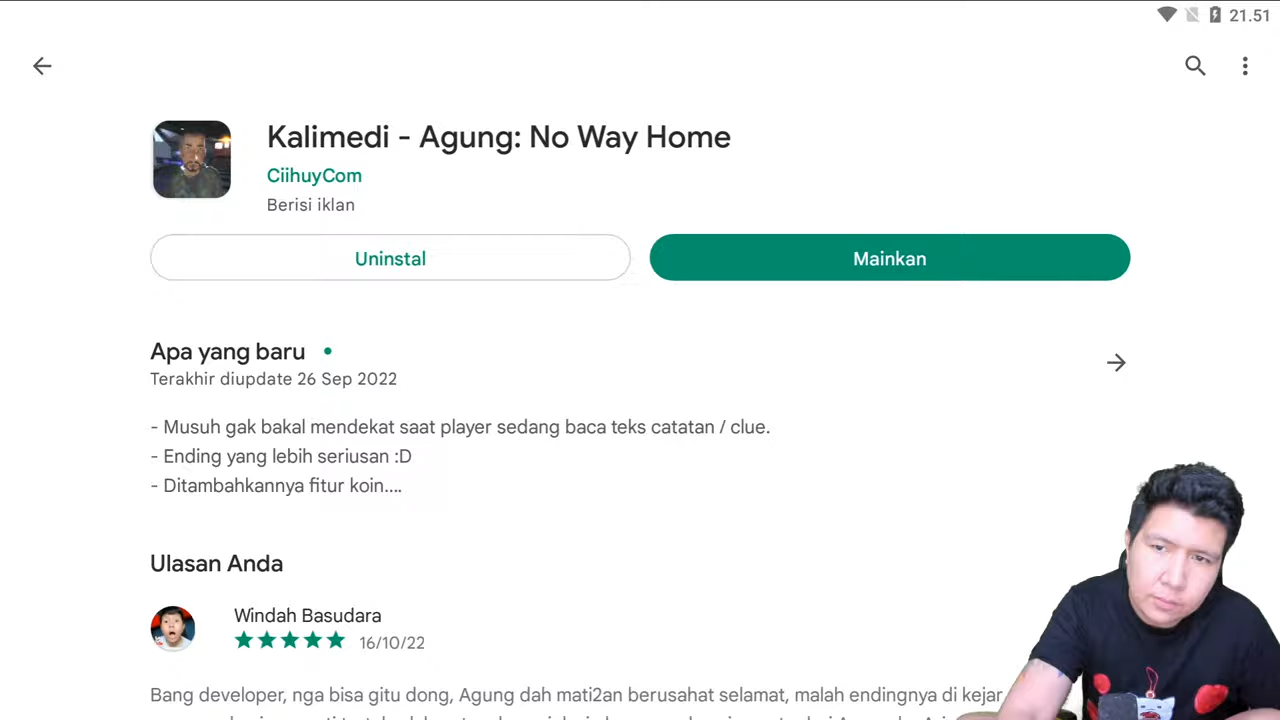 21.51
Kalimedi - Agung: No Way Home
CiihuyCom
Berisi iklan
Uninstal
Mainkan
Apa yang baru
Terakhir diupdate 26 Sep 2022
- Musuh gak bakal mendekat saat player sedang baca teks catatan / clue.
- Ending yang lebih seriusan :D
- Ditambahkannya fitur koin....
Ulasan Anda
Windah Basudara
16/10/22
Bang developer, nga bisa gitu dong, Agung dah mati2an berusahat selamat, malah endingnya di kejar